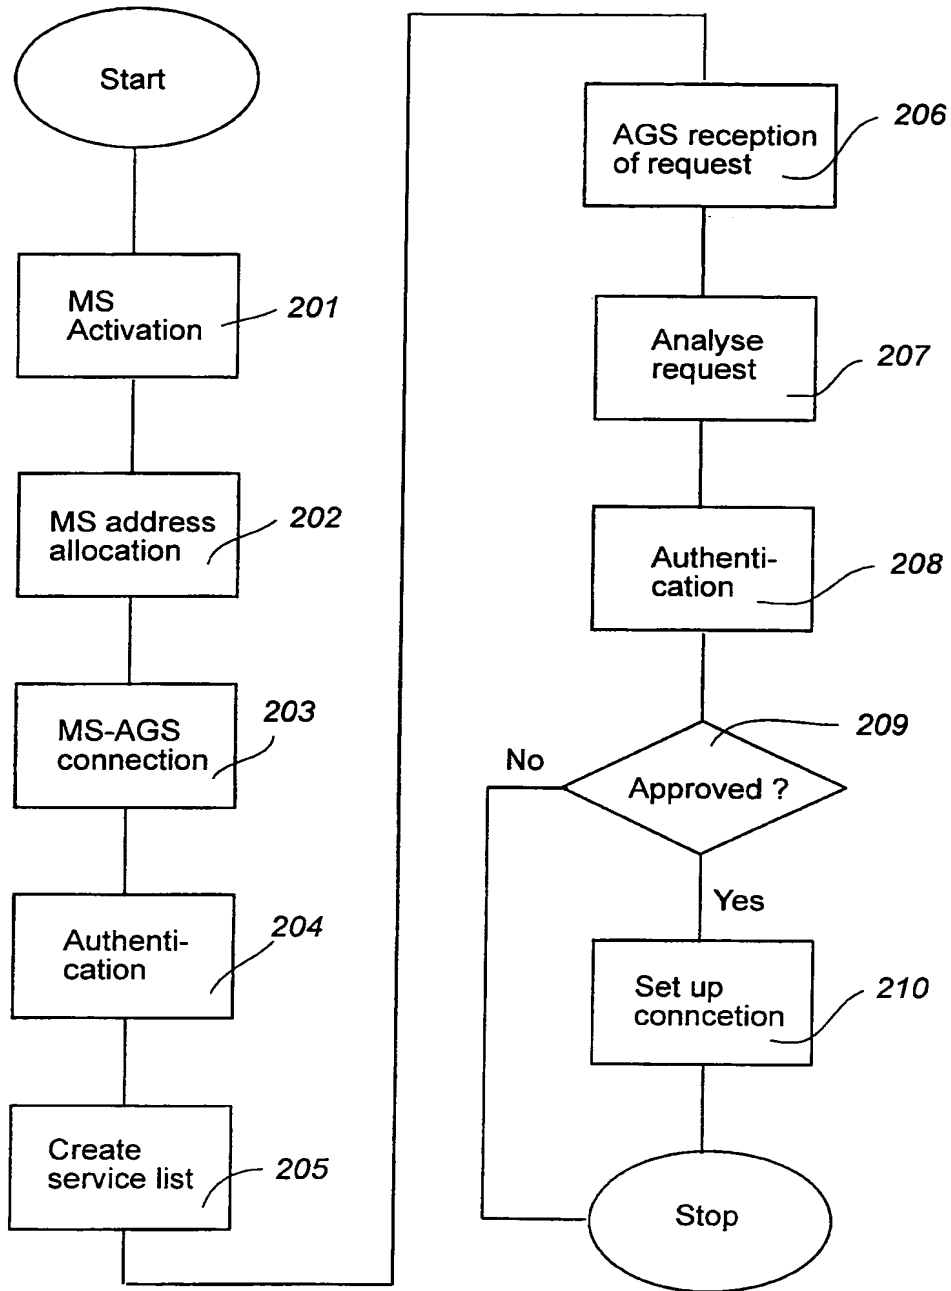 Start
MS
Activation
201
MS address
allocation
202
MS-AGS
connection
203
Authenti-
cation
204
Create
service list
205
AGS reception
of request
206
Analyse
request
207
Authenti-
cation
208
Approved ?
209
No
Yes
Set up
conncetion
210
Stop